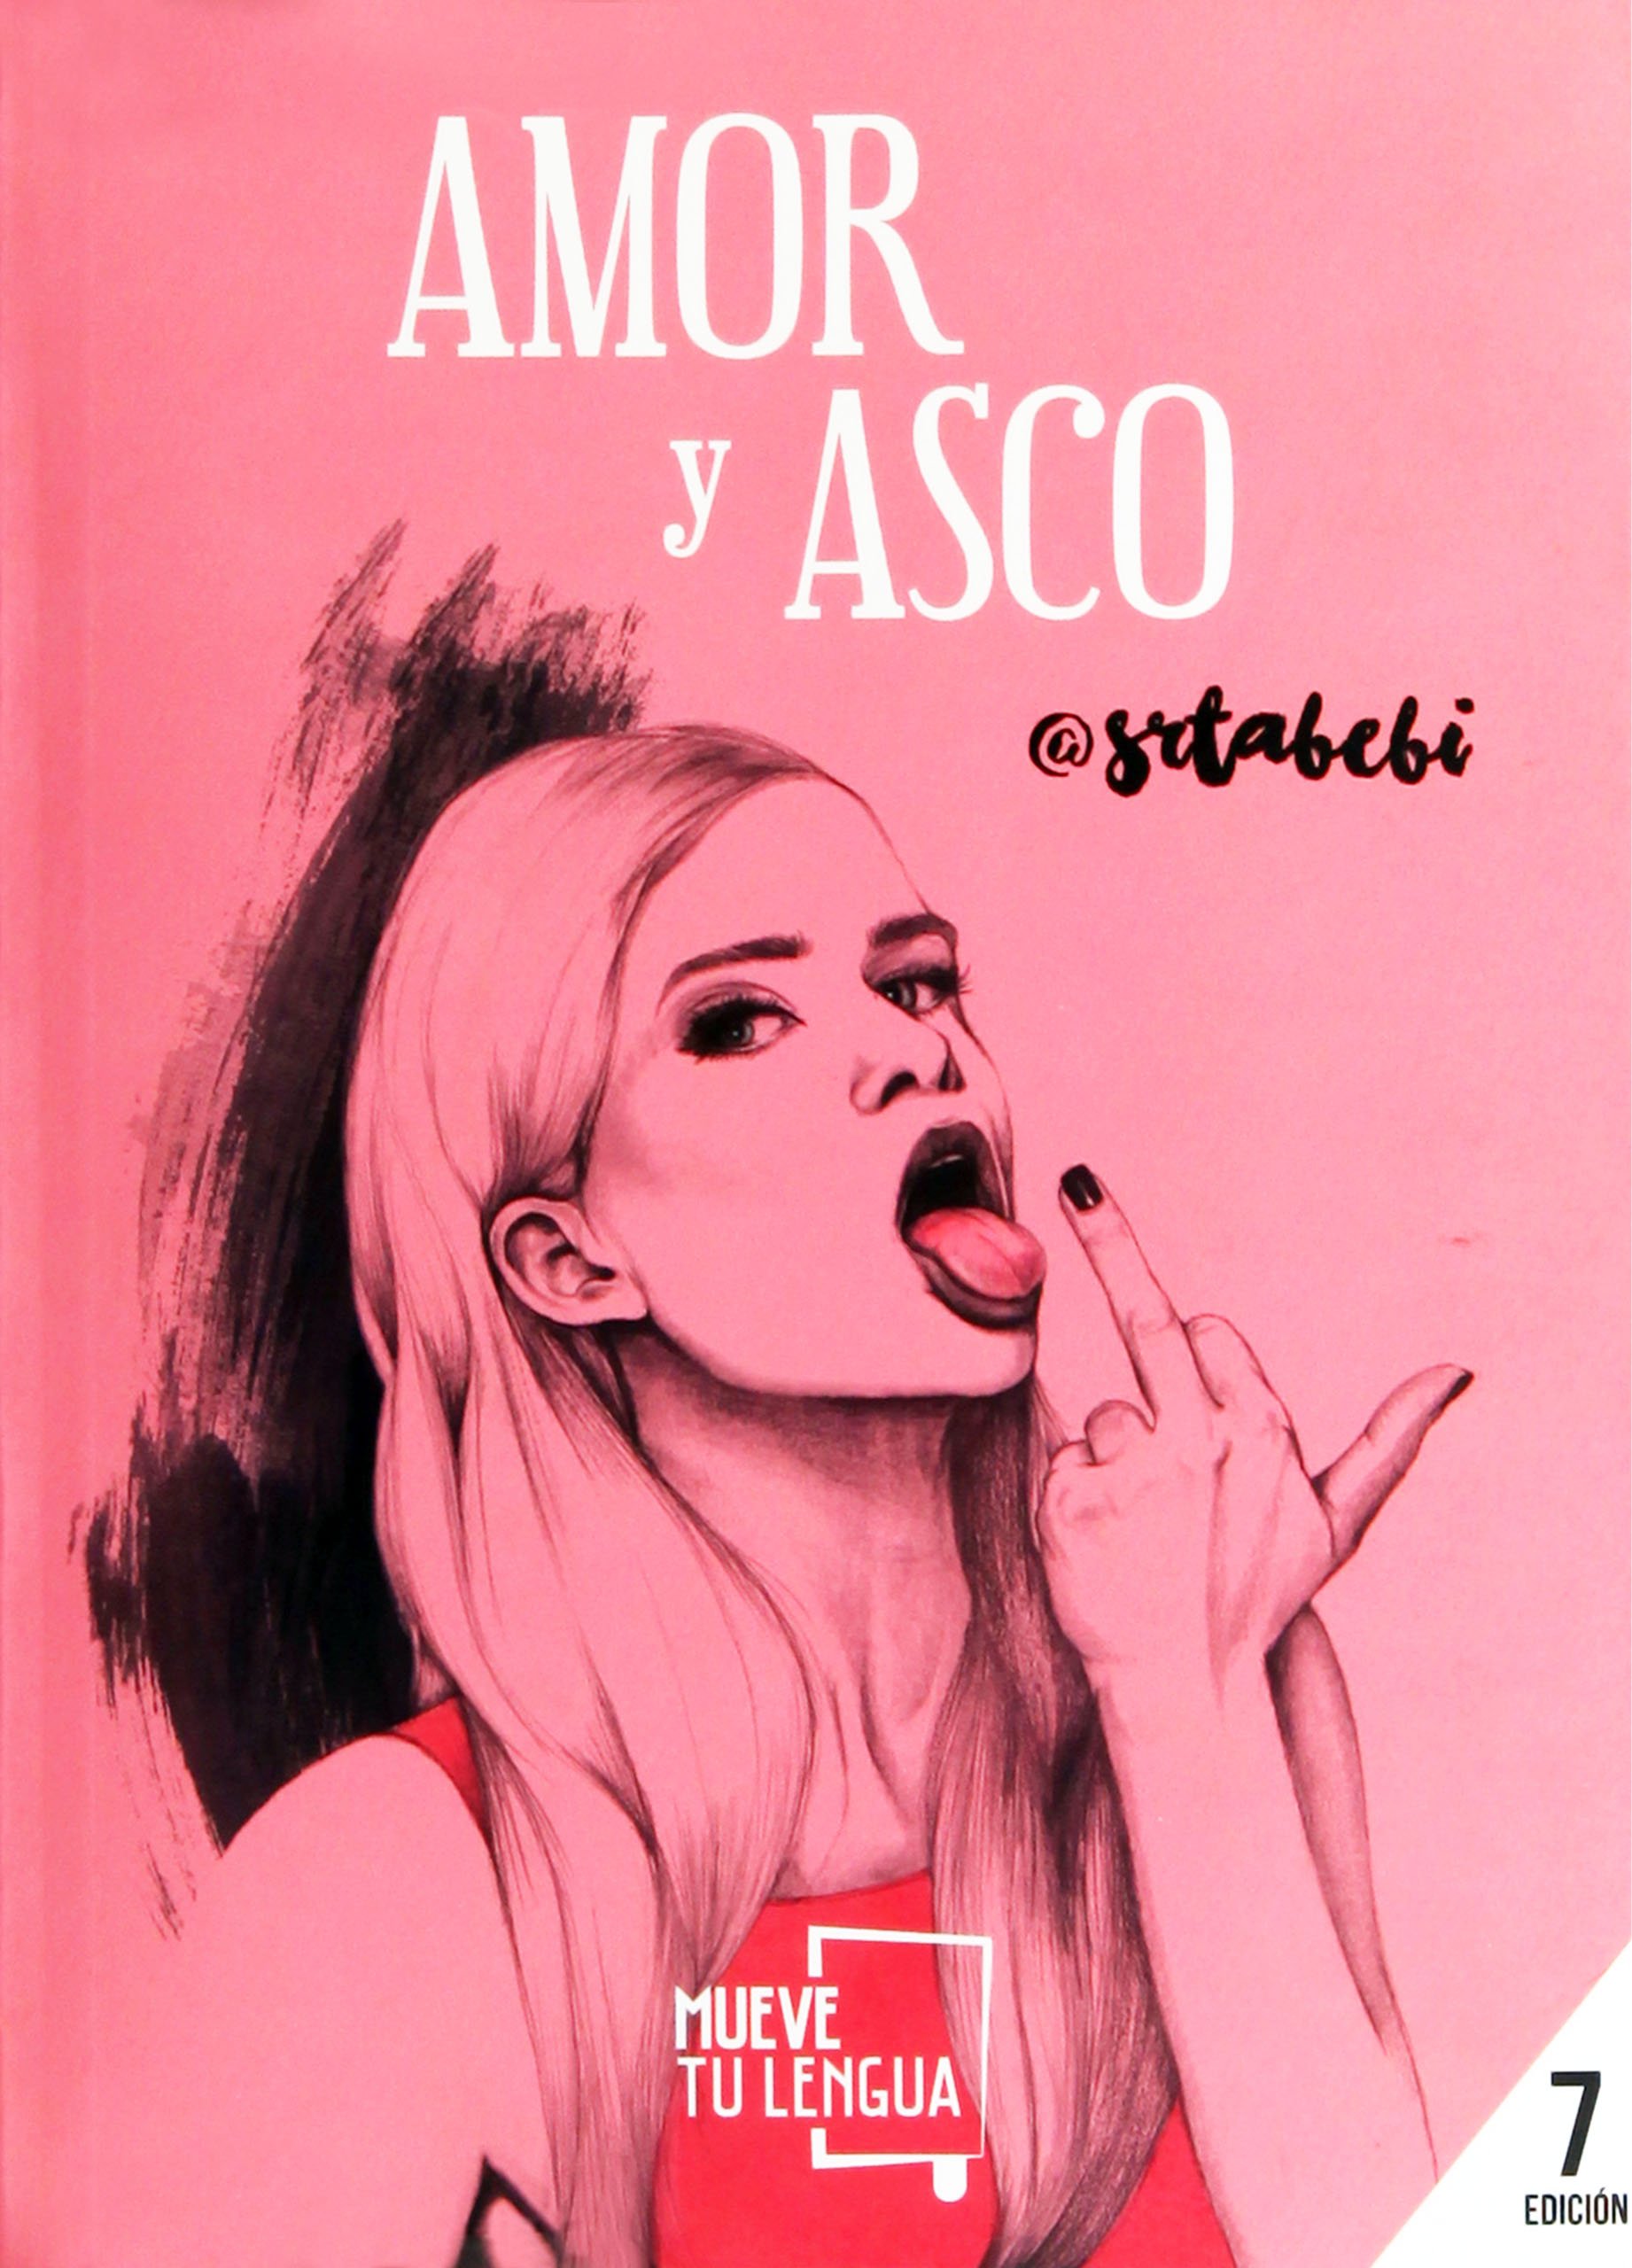 AMOR
y ASCO
@srtabebi
MUEVE
TU LENGUA
7
EDICIÓN